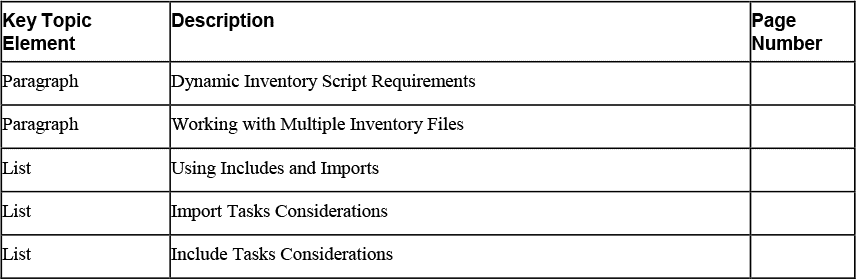 Key Topic Element Description Page Number
Paragraph Dynamic Inventory Script Requirements
Paragraph Working with Multiple Inventory Files
List Using Includes and Imports
List Import Tasks Considerations
List Include Tasks Considerations